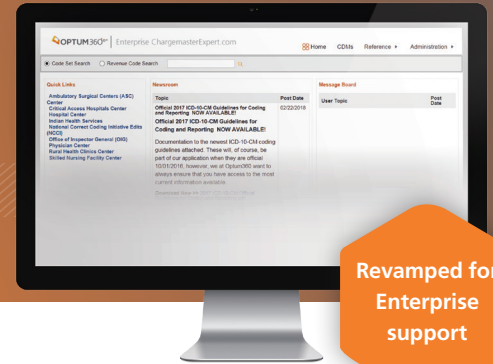 OPTUM360° Enterprise ChargemasterExpert.com
Home CDMs Reference Administration
Code Set Search Revenue Code Search
Quick Links
Ambulatory Surgical Centers (ASC)
Center
Critical Access Hospitals Center
Hospital Center
Indian Health Services
National Correct Coding Initiative Edits
(NCCI)
Office of Inspector General (OIG)
Physician Center
Rural Health Clinics Center
Skilled Nursing Facility Center
Newsroom
Topic Post Date
Official 2017 ICD-10-CM Guidelines for Coding 02/22/2018
and Reporting NOW AVAILABLE!
Official 2017 ICD-10-CM Guidelines for
Coding and Reporting NOW AVAILABLE!
Documentation to the newest ICD-10-CM coding
guidelines attached. These will, of course, be
part of our application when they are official
10/01/2016, however, we at Optum360 want to
always ensure that you have access to the most
current information available.
Message Board
User Topic Post
Date
Revamped for
Enterprise
support